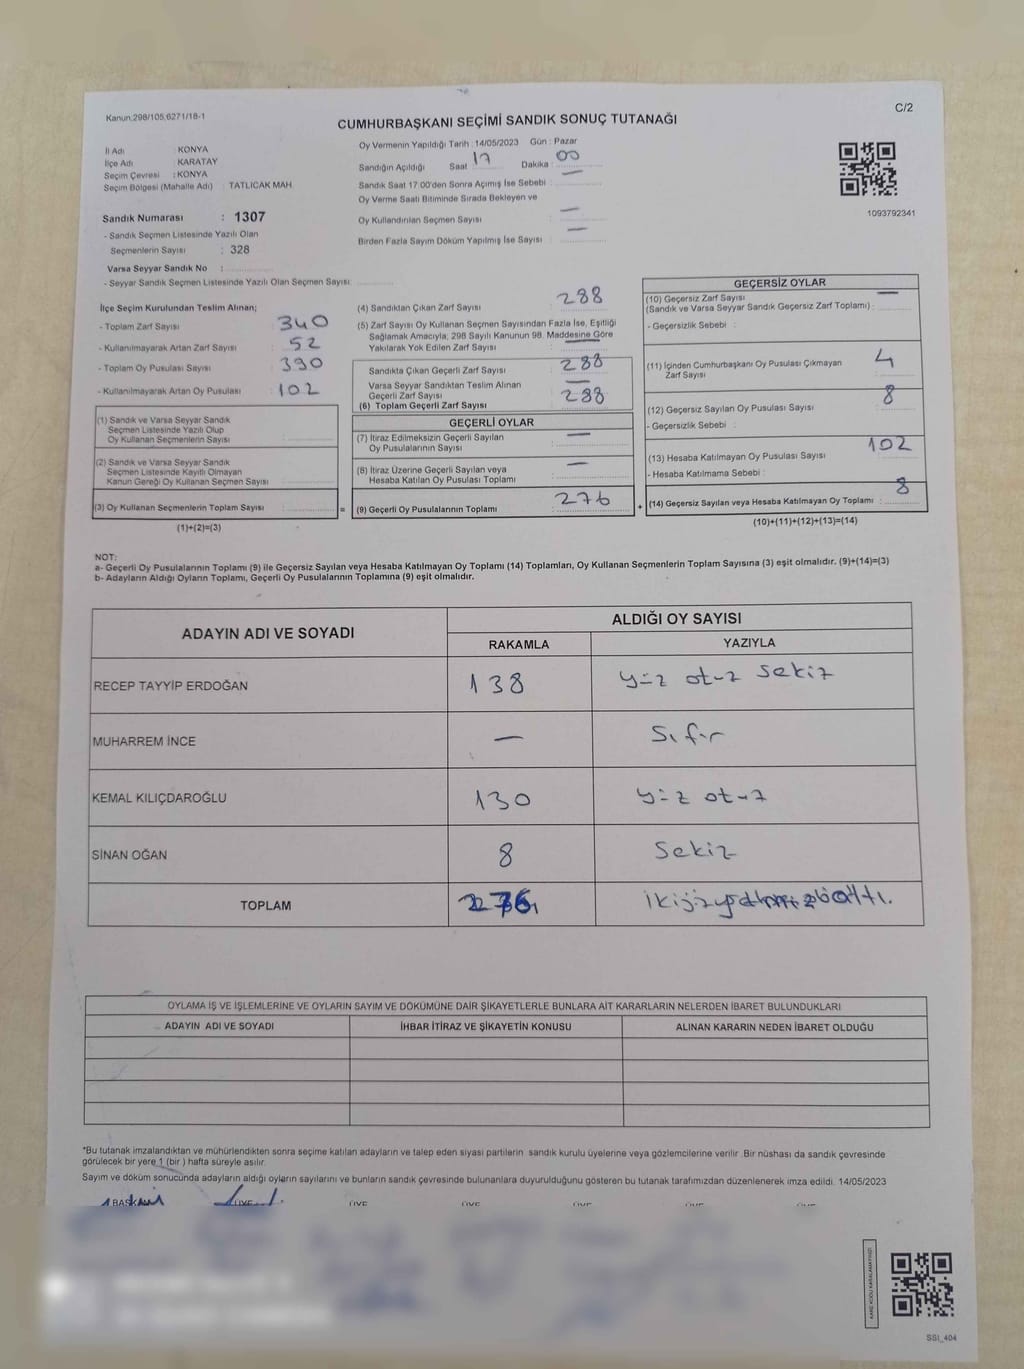 Kanun:298/105,6271/18-1
C/2
CUMHURBAŞKANI SEÇİMİ SANDIK SONUÇ TUTANAĞI
İl Adı : KONYA
İlçe Adı : KARATAY
Seçim Çevresi : KONYA
Seçim Bölgesi (Mahalle Adı) : TATLICAK MAH
Oy Vermenin Yapıldığı Tarih : 14/05/2023 Gün : Pazar
Sandığın Açıldığı Saat 17 Dakika : 00
Sandık Saat 17:00'den Sonra Açımış İse Sebebi : —
Oy Verme Saati Bitiminde Sırada Bekleyen ve
Oy Kullandırılan Seçmen Sayısı : —
Birden Fazla Sayım Döküm Yapılmış İse Sayısı : —
1093792341
Sandık Numarası : 1307
- Sandık Seçmen Listesinde Yazılı Olan
Seçmenlerin Sayısı : 328
Varsa Seyyar Sandık No :
- Seyyar Sandık Seçmen Listesinde Yazılı Olan Seçmen Sayısı:
İlçe Seçim Kurulundan Teslim Alınan;
- Toplam Zarf Sayısı 340
- Kullanılmayarak Artan Zarf Sayısı 52
- Toplam Oy Pusulası Sayısı 390
- Kullanılmayarak Artan Oy Pusulası 102
(1) Sandık ve Varsa Seyyar Sandık
Seçmen Listesinde Yazılı Olup
Oy Kullanan Seçmenlerin Sayısı :
(2) Sandık ve Varsa Seyyar Sandık
Seçmen Listesinde Kayıtlı Olmayan
Kanun Gereği Oy Kullanan Seçmen Sayısı :
(3) Oy Kullanan Seçmenlerin Toplam Sayısı : =
(1)+(2)=(3)
(4) Sandıktan Çıkan Zarf Sayısı : 288
(5) Zarf Sayısı Oy Kullanan Seçmen Sayısından Fazla İse, Eşitliği
Sağlamak Amacıyla; 298 Sayılı Kanunun 98. Maddesine Göre
Yakılarak Yok Edilen Zarf Sayısı : —
Sandıkta Çıkan Geçerli Zarf Sayısı : 288
Varsa Seyyar Sandıktan Teslim Alınan
Geçerli Zarf Sayısı : —
(6) Toplam Geçerli Zarf Sayısı : 288
GEÇERLİ OYLAR
(7) İtiraz Edilmeksizin Geçerli Sayılan
Oy Pusulasının Sayısı : —
(8) İtiraz Üzerine Geçerli Sayılan veya
Hesaba Katılan Oy Pusulası Toplamı : —
(9) Geçerli Oy Pusulalarının Toplamı : 276 +
GEÇERSİZ OYLAR
(10) Geçersiz Zarf Sayısı —
(Sandık ve Varsa Seyyar Sandık Geçersiz Zarf Toplamı) :
- Geçersizlik Sebebi :
(11) İçinden Cumhurbaşkanı Oy Pusulası Çıkmayan
Zarf Sayısı : 4
(12) Geçersiz Sayılan Oy Pusulası Sayısı : 8
- Geçersizlik Sebebi :
(13) Hesaba Katılmayan Oy Pusulası Sayısı : 102
- Hesaba Katılmama Sebebi :
(14) Geçersiz Sayılan veya Hesaba Katılmayan Oy Toplamı : 8
(10)+(11)+(12)+(13)=(14)
NOT:
a- Geçerli Oy Pusulalarının Toplamı (9) ile Geçersiz Sayılan veya Hesaba Katılmayan Oy Toplamı (14) Toplamları, Oy Kullanan Seçmenlerin Toplam Sayısına (3) eşit olmalıdır. (9)+(14)=(3)
b- Adayların Aldığı Oyların Toplamı, Geçerli Oy Pusulalarının Toplamına (9) eşit olmalıdır.
ADAYIN ADI VE SOYADI ALDIĞI OY SAYISI
RAKAMLA YAZIYLA
RECEP TAYYİP ERDOĞAN 138 yüz otuz sekiz
MUHARREM İNCE — Sıfır
KEMAL KILIÇDAROĞLU 130 yüz otuz
SİNAN OĞAN 8 Sekiz
TOPLAM 276
OYLAMA İŞ VE İŞLEMLERİNE VE OYLARIN SAYIM VE DÖKÜMÜNE DAİR ŞİKAYETLERLE BUNLARA AİT KARARLARIN NELERDEN İBARET BULUNDUKLARI
ADAYIN ADI VE SOYADI İHBAR İTİRAZ VE ŞİKAYETİN KONUSU ALINAN KARARIN NEDEN İBARET OLDUĞU
*Bu tutanak imzalandıktan ve mühürlendikten sonra seçime katılan adayların ve talep eden siyasi partilerin sandık kurulu üyelerine veya gözlemcilerine verilir .Bir nüshası da sandık çevresinde
görülecek bir yere 1 (bir ) hafta süreyle asılır.
Sayım ve döküm sonucunda adayların aldığı oyların sayılarını ve bunların sandık çevresinde bulunanlara duyurulduğunu gösteren bu tutanak tarafımızdan düzenlenerek imza edildi. 14/05/2023
BAŞKAN ÜYE ÜYE ÜYE ÜYE ÜYE ÜYE
KARE KODU KARALAMAYINIZ!
SSI_404